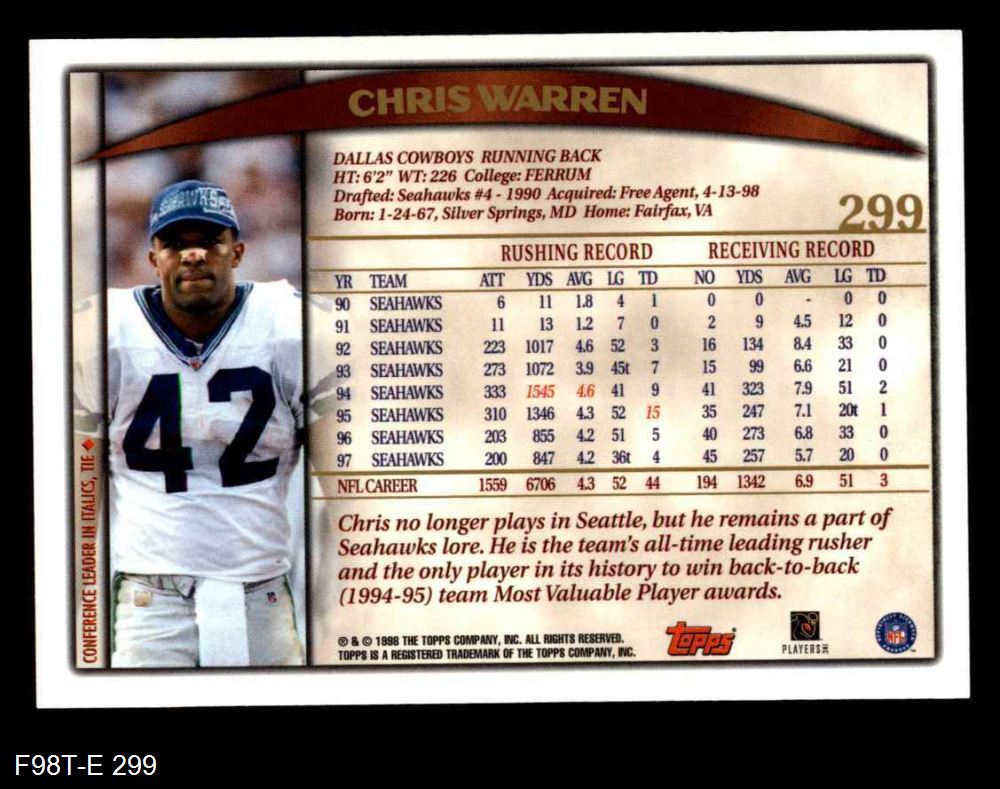 CHRIS WARREN
DALLAS COWBOYS RUNNING BACK
HT: 6'2" WT: 226 College: FERRUM
Drafted: Seahawks #4 - 1990 Acquired: Free Agent, 4-13-98
Born: 1-24-67, Silver Springs, MD Home: Fairfax, VA
299
RUSHING RECORD RECEIVING RECORD
YR TEAM ATT YDS AVG LG TD NO YDS AVG LG TD
90 SEAHAWKS 6 11 1.8 4 1 0 0 - 0 0
91 SEAHAWKS 11 13 1.2 7 0 2 9 4.5 12 0
92 SEAHAWKS 223 1017 4.6 52 3 16 134 8.4 33 0
93 SEAHAWKS 273 1072 3.9 45t 7 15 99 6.6 21 0
94 SEAHAWKS 333 1545 4.6 41 9 41 323 7.9 51 2
95 SEAHAWKS 310 1346 4.3 52 15 35 247 7.1 20t 1
96 SEAHAWKS 203 855 4.2 51 5 40 273 6.8 33 0
97 SEAHAWKS 200 847 4.2 36t 4 45 257 5.7 20 0
NFL CAREER 1559 6706 4.3 52 44 194 1342 6.9 51 3
Chris no longer plays in Seattle, but he remains a part of
Seahawks lore. He is the team's all-time leading rusher
and the only player in its history to win back-to-back
(1994-95) team Most Valuable Player awards.
® & © 1998 THE TOPPS COMPANY, INC. ALL RIGHTS RESERVED.
TOPPS IS A REGISTERED TRADEMARK OF THE TOPPS COMPANY, INC.
TOPPS
PLAYERS
NFL
CONFERENCE LEADER IN ITALICS, TIE ◆
SEAHAWKS
42
F98T-E 299